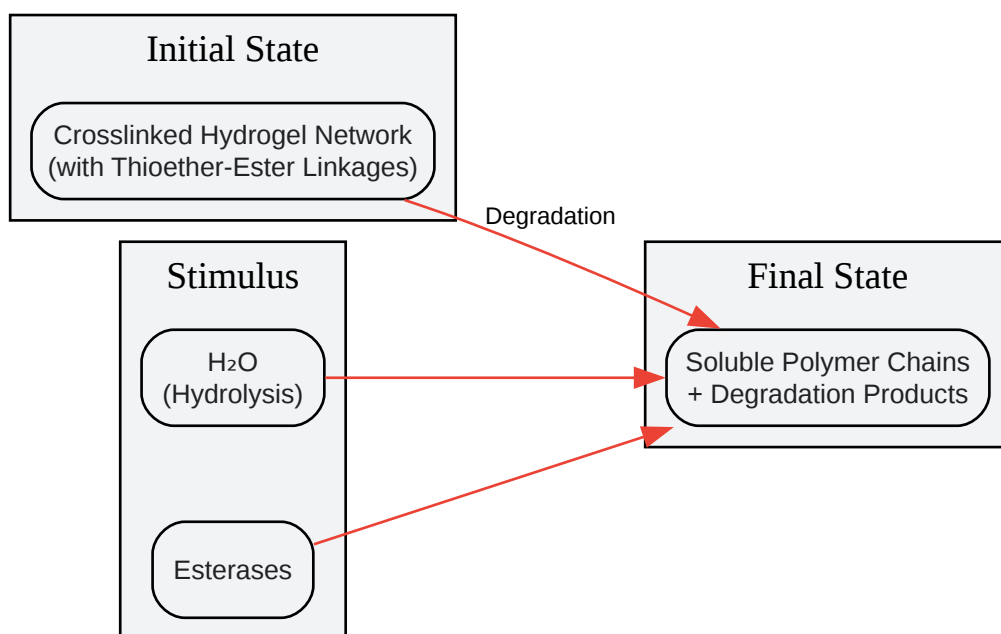 Initial State
Crosslinked Hydrogel Network
(with Thioether-Ester Linkages)
Degradation
Stimulus
H₂O
(Hydrolysis)
Esterases
Final State
Soluble Polymer Chains
+ Degradation Products